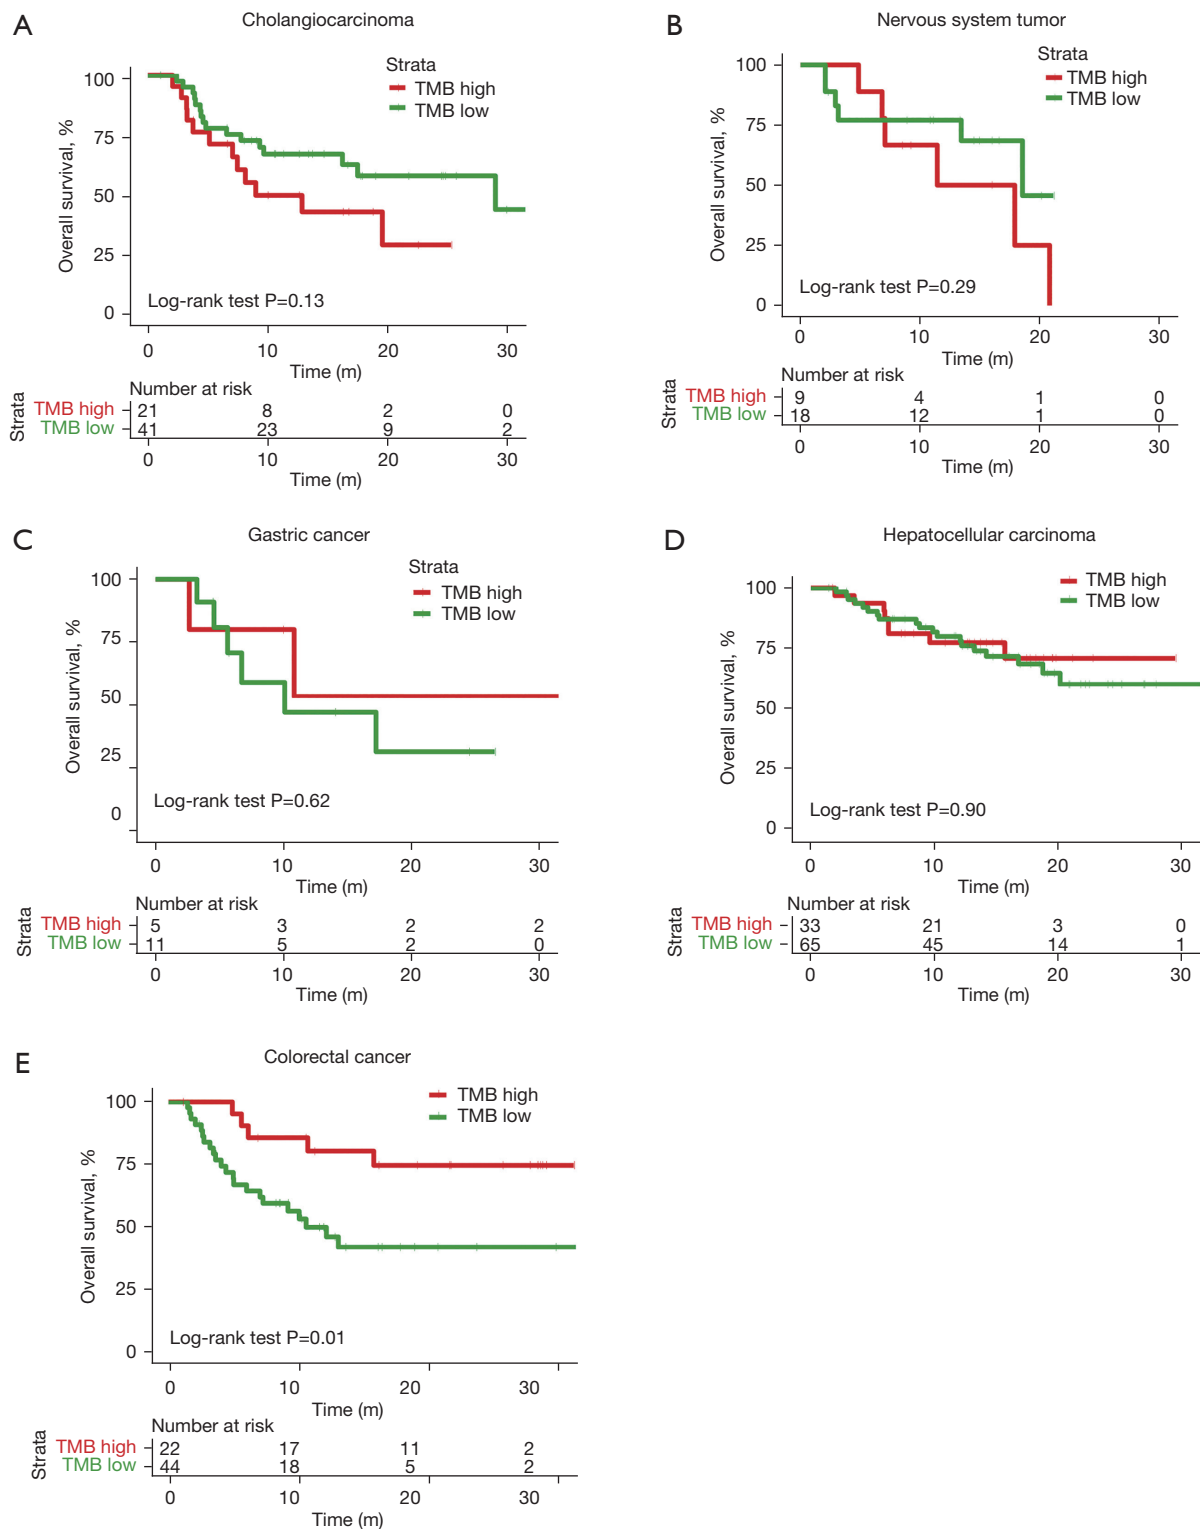 A
Cholangiocarcinoma
Strata
TMB high
TMB low
100
75
50
25
0
Overall survival, %
Log-rank test P=0.13
0 10 20 30
Time (m)
Number at risk
Strata
TMB high 21 8 2 0
TMB low 41 23 9 2
0 10 20 30
Time (m)
B
Nervous system tumor
Strata
TMB high
TMB low
100
75
50
25
0
Overall survival, %
Log-rank test P=0.29
0 10 20 30
Time (m)
Number at risk
Strata
TMB high 9 4 1 0
TMB low 18 12 1 0
0 10 20 30
Time (m)
C
Gastric cancer
Strata
TMB high
TMB low
100
75
50
25
0
Overall survival, %
Log-rank test P=0.62
0 10 20 30
Time (m)
Number at risk
Strata
TMB high 5 3 2 2
TMB low 11 5 2 0
0 10 20 30
Time (m)
D
Hepatocellular carcinoma
TMB high
TMB low
100
75
50
25
0
Overall survival, %
Log-rank test P=0.90
0 10 20 30
Time (m)
Number at risk
Strata
TMB high 33 21 3 0
TMB low 65 45 14 1
0 10 20 30
Time (m)
E
Colorectal cancer
TMB high
TMB low
100
75
50
25
0
Overall survival, %
Log-rank test P=0.01
0 10 20 30
Time (m)
Number at risk
Strata
TMB high 22 17 11 2
TMB low 44 18 5 2
0 10 20 30
Time (m)